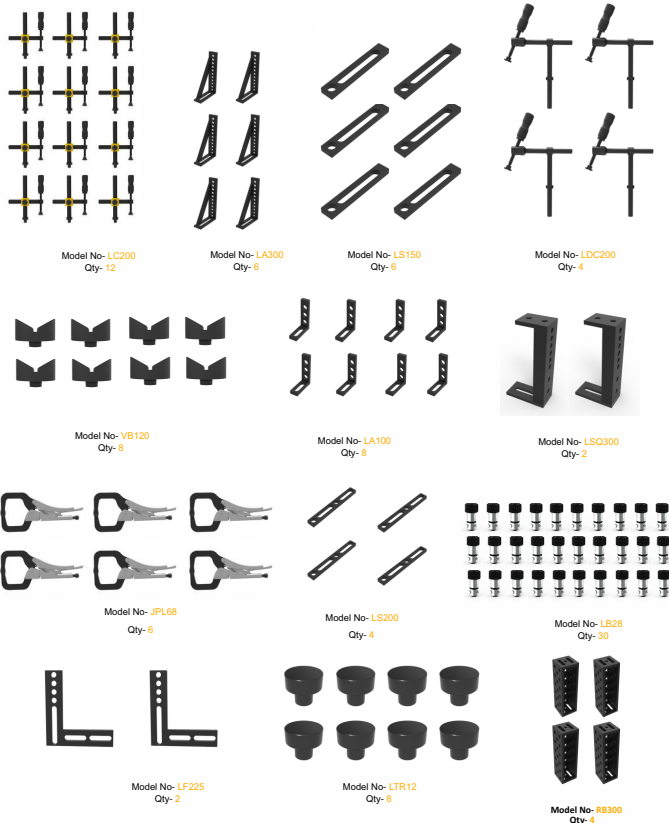 Model No- LC200
Qty- 12
Model No- LA300
Qty- 6
Model No- LS150
Qty- 6
Model No- LDC200
Qty- 4
Model No- VB120
Qty- 8
Model No- LA100
Qty- 8
Model No- LSQ300
Qty- 2
Model No- JPL68
Qty- 6
Model No- LS200
Qty- 4
Model No- LB28
Qty- 30
Model No- LF225
Qty- 2
Model No- LTR12
Qty- 8
Model No- RB300
Qty- 4